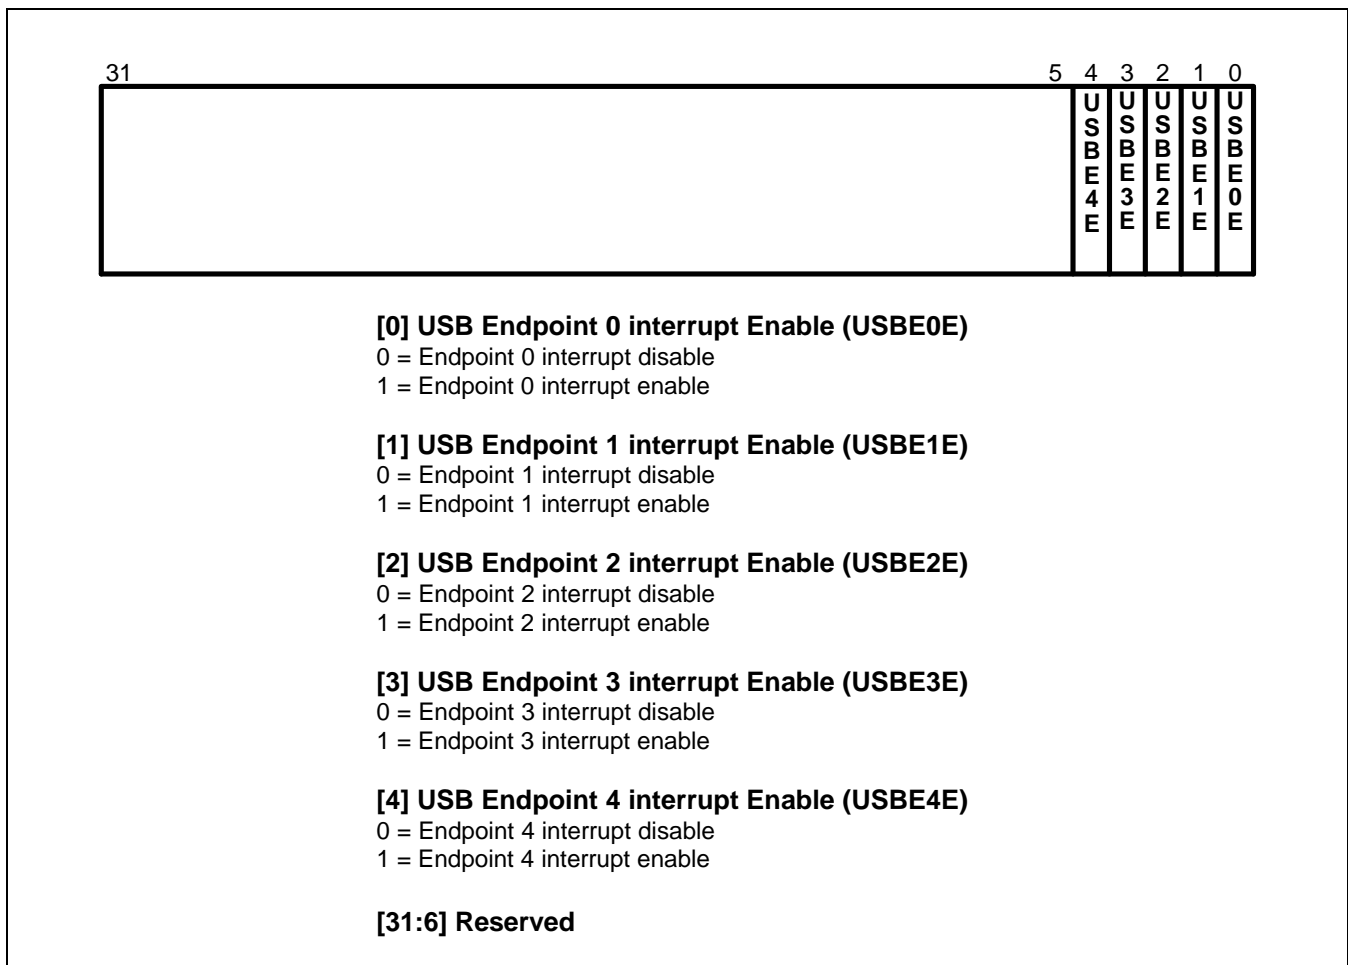 31 5 4 3 2 1 0
USBE4E USBE3E USBE2E USBE1E USBE0E
[0] USB Endpoint 0 interrupt Enable (USBE0E)
0 = Endpoint 0 interrupt disable
1 = Endpoint 0 interrupt enable
[1] USB Endpoint 1 interrupt Enable (USBE1E)
0 = Endpoint 1 interrupt disable
1 = Endpoint 1 interrupt enable
[2] USB Endpoint 2 interrupt Enable (USBE2E)
0 = Endpoint 2 interrupt disable
1 = Endpoint 2 interrupt enable
[3] USB Endpoint 3 interrupt Enable (USBE3E)
0 = Endpoint 3 interrupt disable
1 = Endpoint 3 interrupt enable
[4] USB Endpoint 4 interrupt Enable (USBE4E)
0 = Endpoint 4 interrupt disable
1 = Endpoint 4 interrupt enable
[31:6] Reserved